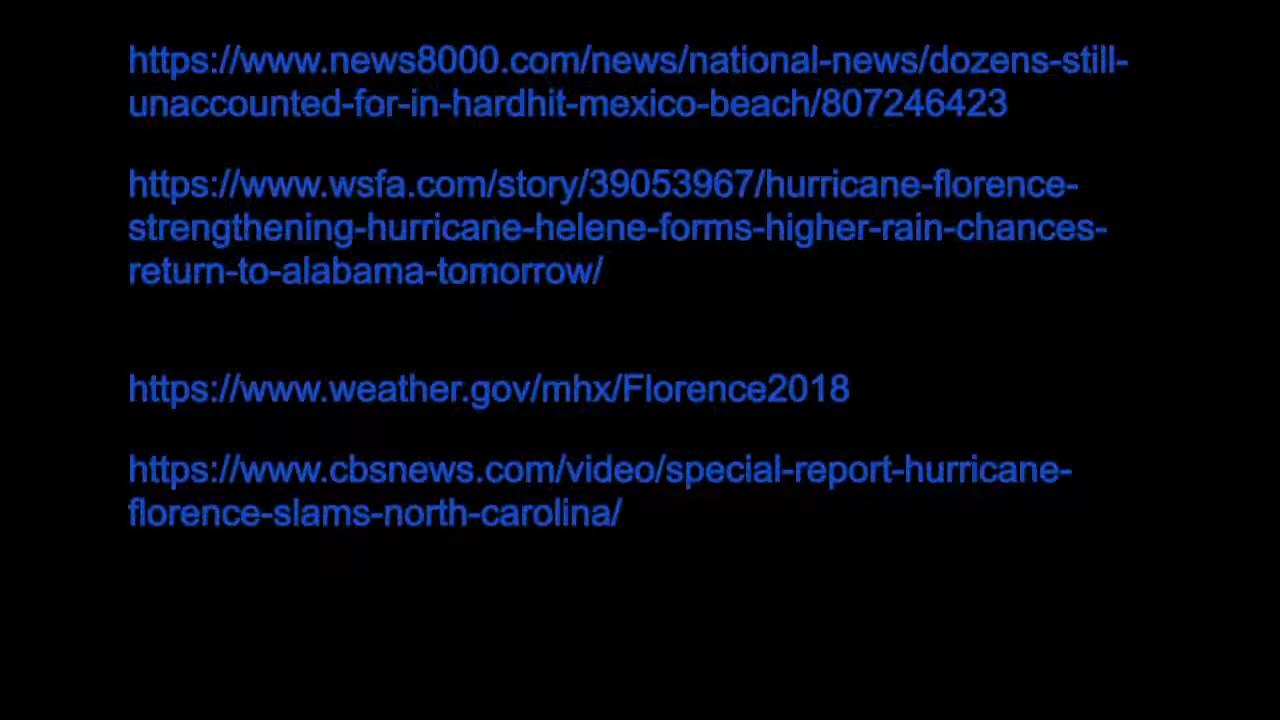 https://www.news8000.com/news/national-news/dozens-still-
unaccounted-for-in-hardhit-mexico-beach/807246423
https://www.wsfa.com/story/39053967/hurricane-florence-
strengthening-hurricane-helene-forms-higher-rain-chances-
return-to-alabama-tomorrow/
https://www.weather.gov/mhx/Florence2018
https://www.cbsnews.com/video/special-report-hurricane-
florence-slams-north-carolina/